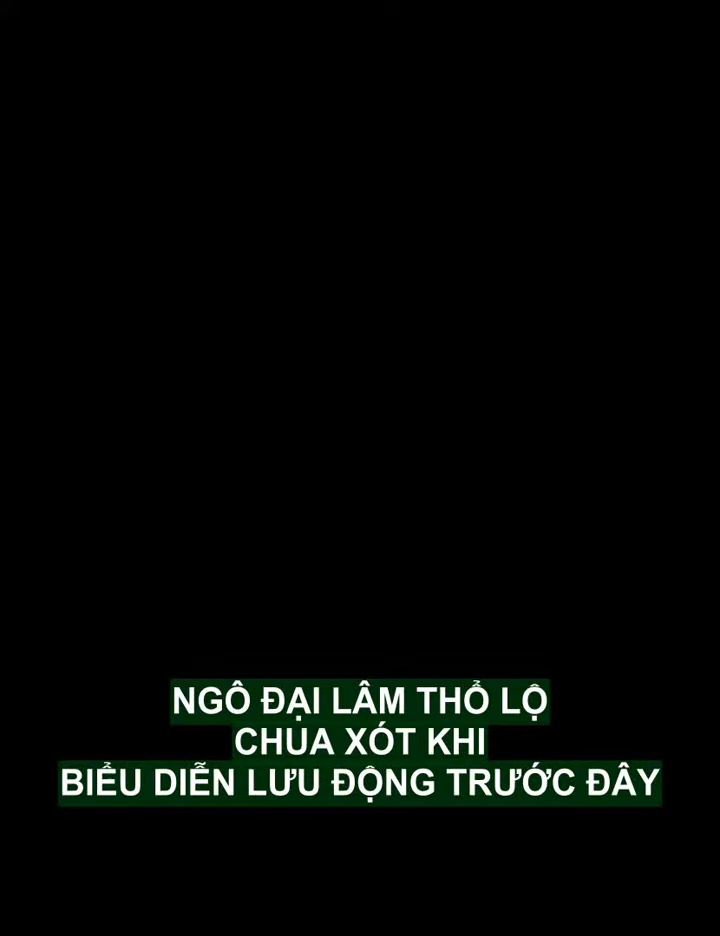 NGÔ ĐẠI LÂM THỔ LỘ
CHUA XÓT KHI
BIỂU DIỄN LƯU ĐỘNG TRƯỚC ĐÂY